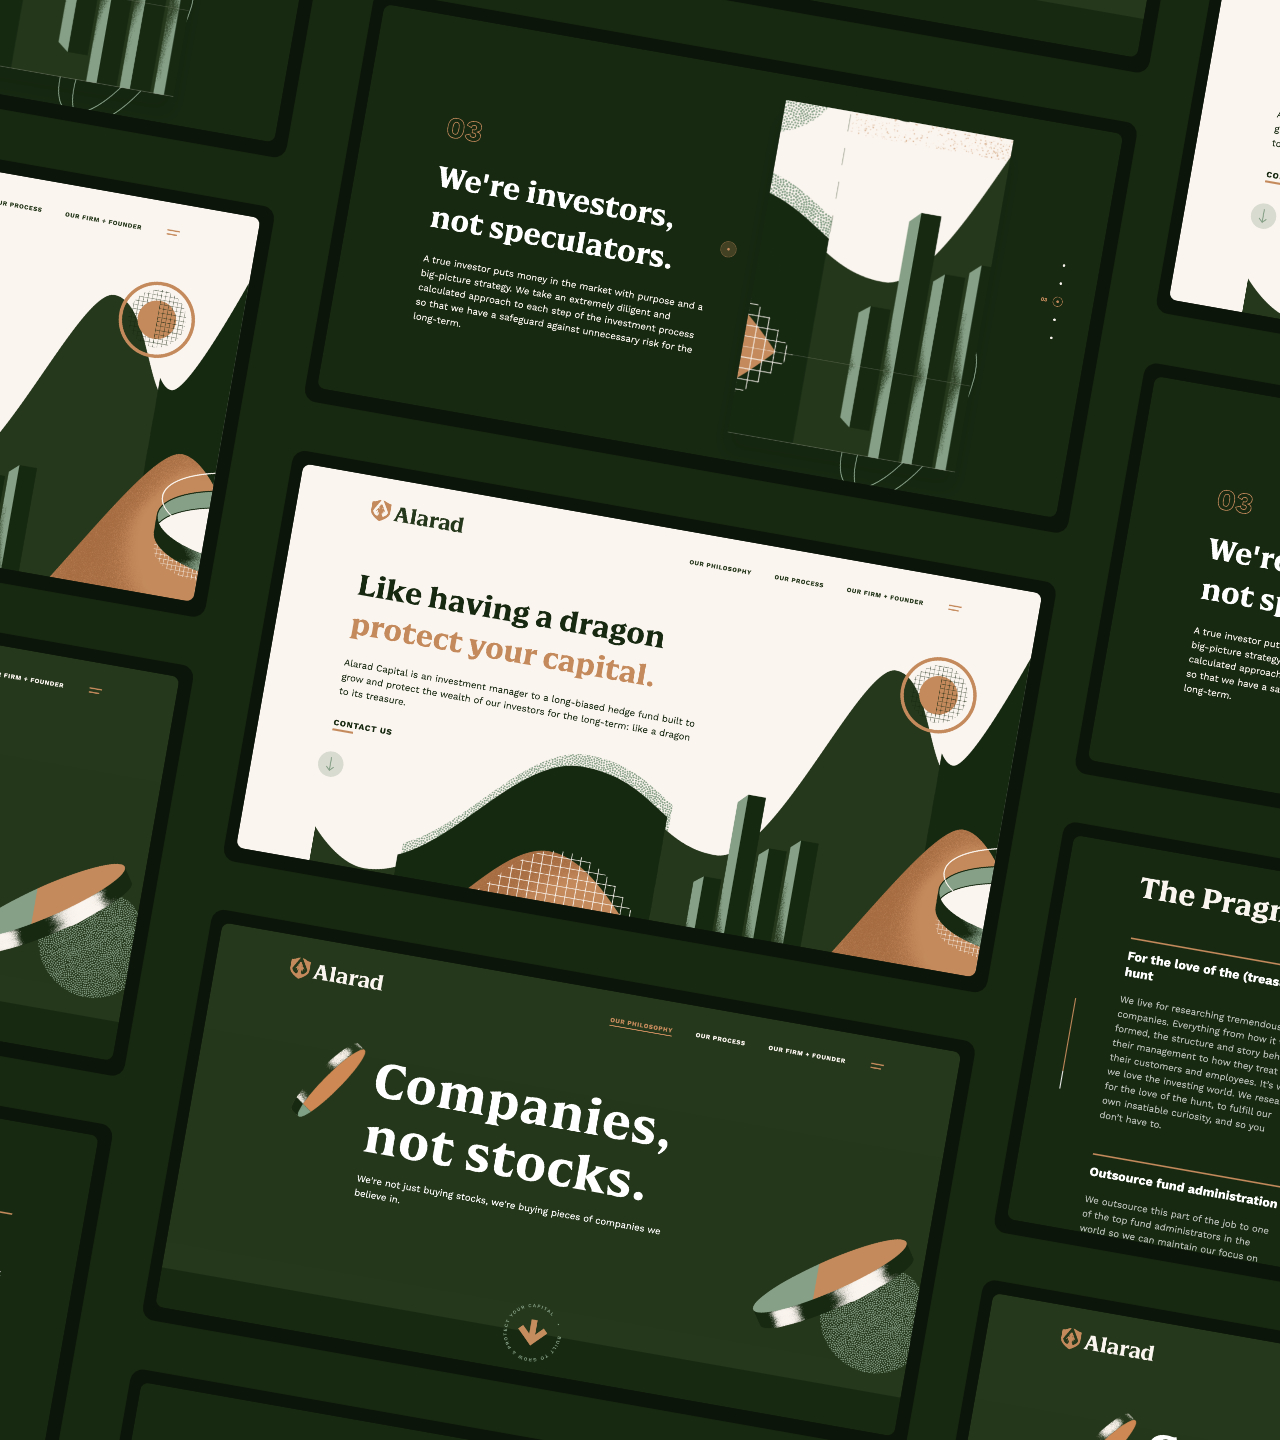 03
We're investors,
not speculators.
A true investor puts money in the market with purpose and a
big-picture strategy. We take an extremely diligent and
calculated approach to each step of the investment process
so that we have a safeguard against unnecessary risk for the
long-term.
03
PROCESS
OUR FIRM + FOUNDER
Alarad
OUR PHILOSOPHY
OUR PROCESS
OUR FIRM + FOUNDER
Like having a dragon
protect your capital.
Alarad Capital is an investment manager to a long-biased hedge fund built to
grow and protect the wealth of our investors for the long-term: like a dragon
to its treasure.
CONTACT US
03
We're
not
A true investor put
big-picture strategy
calculated approach
so that we have a
long-term.
FIRM + FOUNDER
Alarad
OUR PHILOSOPHY
OUR PROCESS
OUR FIRM + FOUNDER
Companies,
not stocks.
We're not just buying stocks, we're buying pieces of companies we
believe in.
BUILT TO GROW & PROTECT YOUR CAPITAL
The
For the love of the
hunt
We live for researching tremendous
companies. Everything from how it
formed, the structure and story
their management to how they treat
their customers and employees. It's
we love the investing world. We
for the love of the hunt, to fulfill our
own insatiable curiosity, and so you
don't have to.
Outsource fund administration
We outsource this part of the job to one
of the top fund administrators in the
world so we can maintain our focus on
Alarad